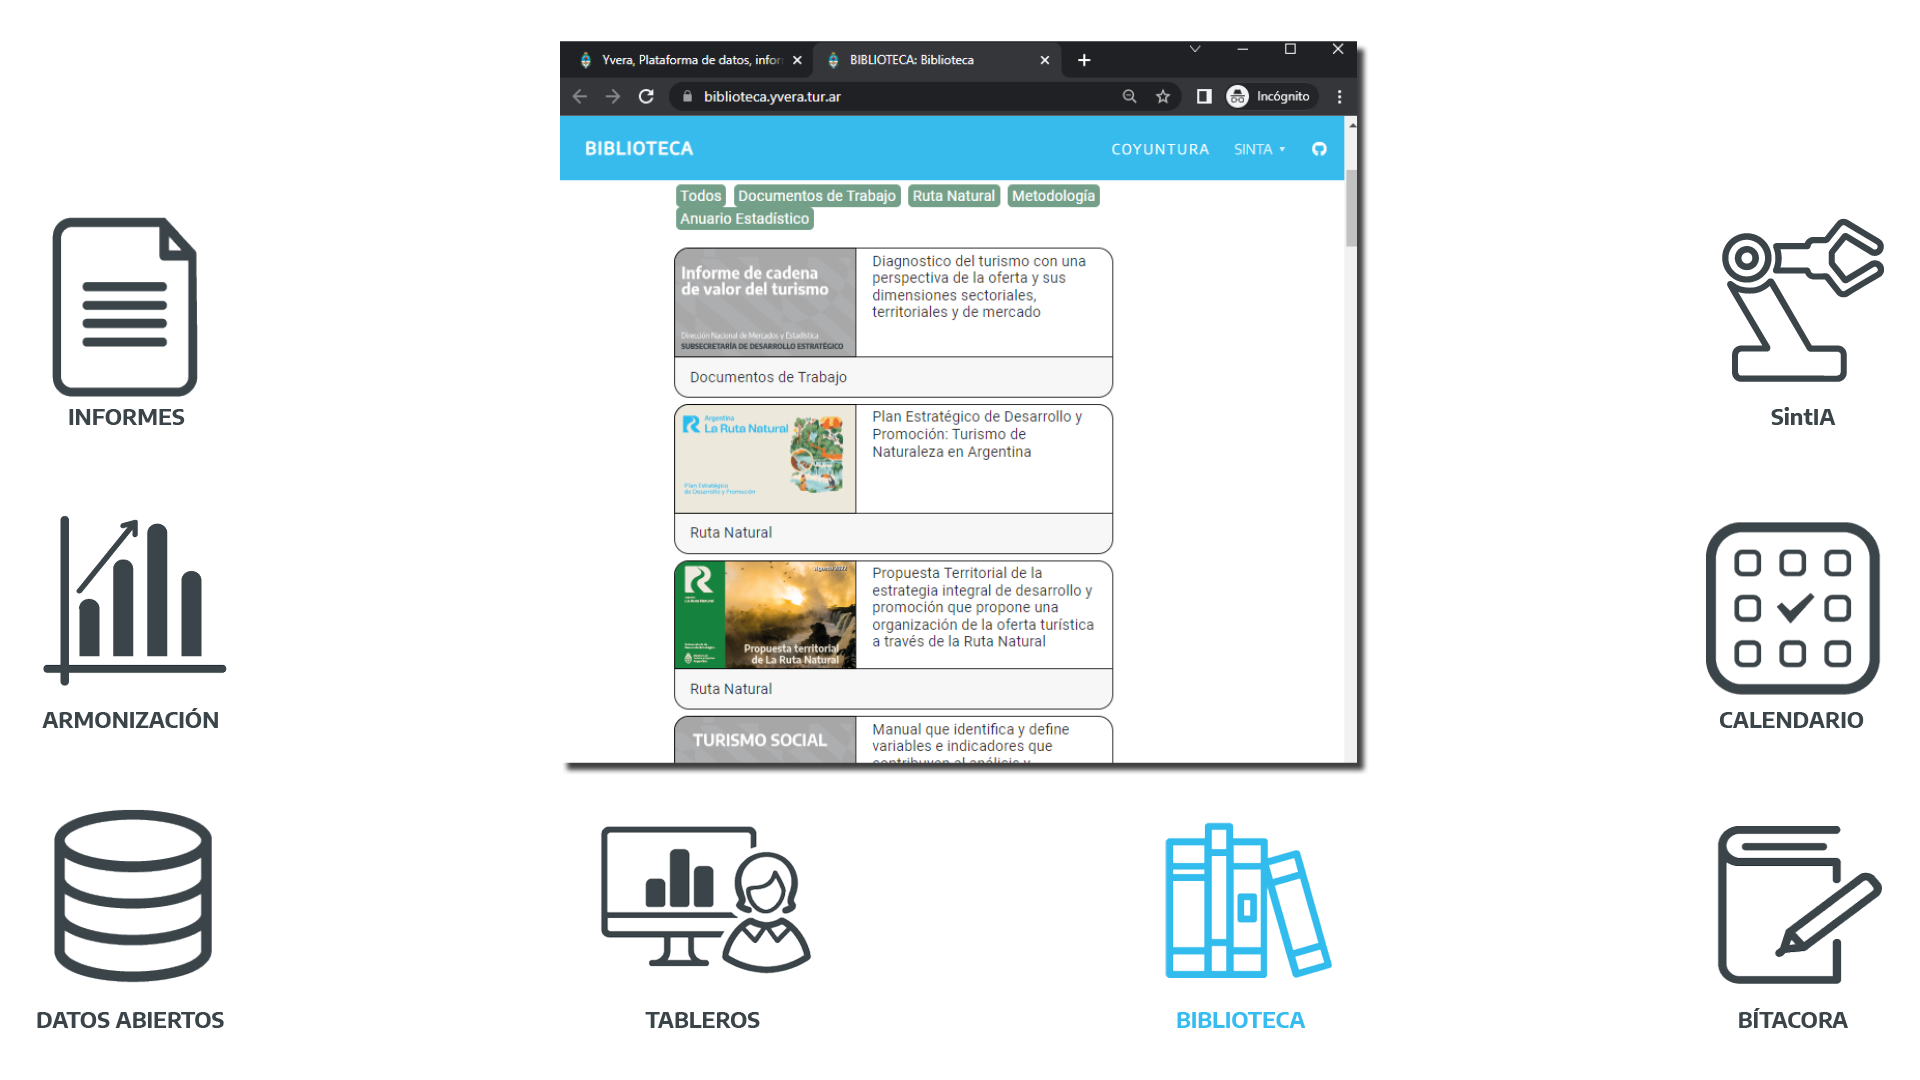 Yvera, Plataforma de datos, infor
BIBLIOTECA: Biblioteca
biblioteca.yvera.tur.ar
Incógnito
BIBLIOTECA
COYUNTURA
SINTA
Todos
Documentos de Trabajo
Ruta Natural
Metodología
Anuario Estadístico
Informe de cadena
de valor del turismo
Dirección Nacional de Mercados y Estadística
SUBSECRETARÍA DE DESARROLLO ESTRATÉGICO
Diagnostico del turismo con una
perspectiva de la oferta y sus
dimensiones sectoriales,
territoriales y de mercado
Documentos de Trabajo
Argentina
La Ruta Natural
Plan Estratégico
de Desarrollo y Promoción
Plan Estratégico de Desarrollo y
Promoción: Turismo de
Naturaleza en Argentina
Ruta Natural
Propuesta territorial
de La Ruta Natural
Propuesta Territorial de la
estrategia integral de desarrollo y
promoción que propone una
organización de la oferta turística
a través de la Ruta Natural
Ruta Natural
TURISMO SOCIAL
Manual que identifica y define
variables e indicadores que
contribuyen al análisis y
INFORMES
SintIA
ARMONIZACIÓN
CALENDARIO
DATOS ABIERTOS
TABLEROS
BIBLIOTECA
BÍTACORA